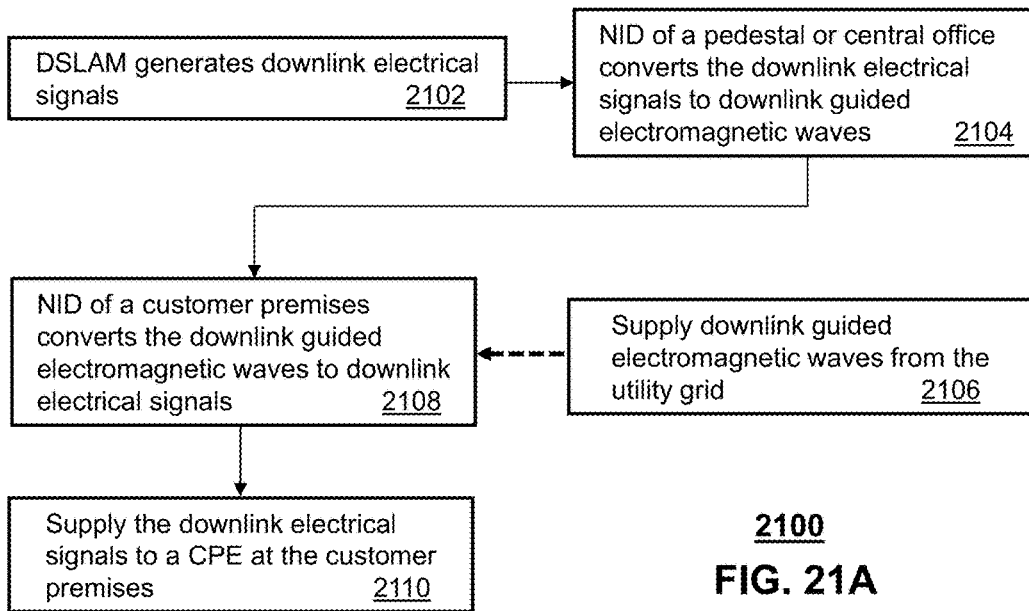 DSLAM generates downlink electrical
signals 2102
NID of a pedestal or central office
converts the downlink electrical
signals to downlink guided
electromagnetic waves 2104
NID of a customer premises
converts the downlink guided
electromagnetic waves to downlink
electrical signals 2108
Supply downlink guided
electromagnetic waves from the
utility grid 2106
Supply the downlink electrical
signals to a CPE at the customer
premises 2110
2100
FIG. 21A